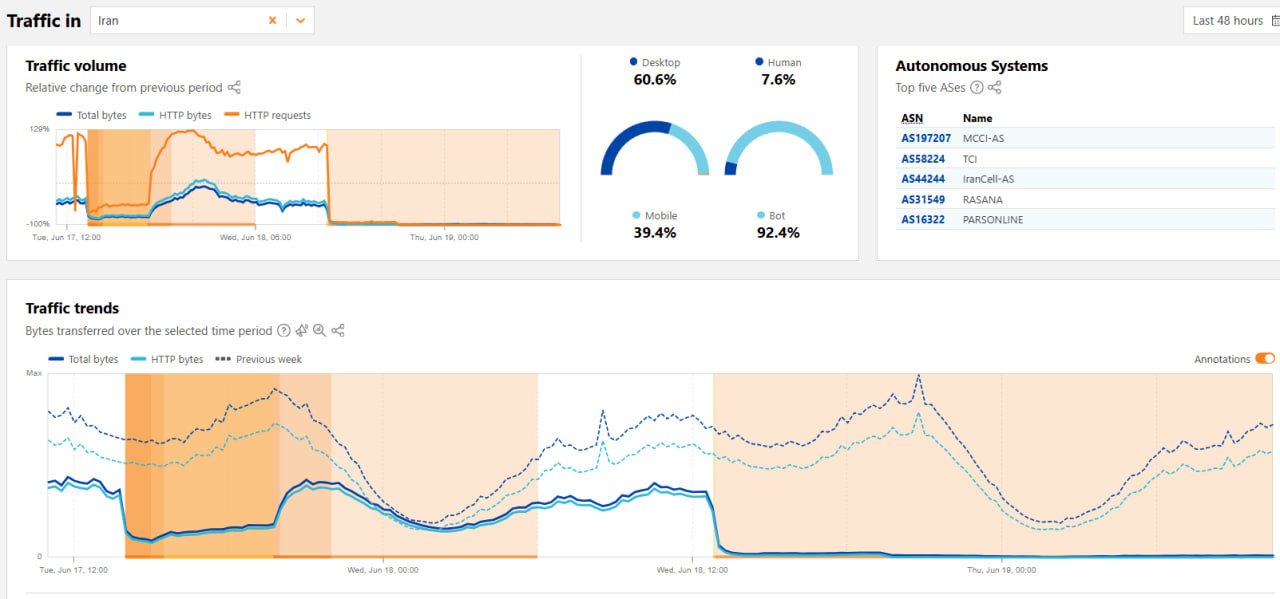 Traffic in
Iran
Last 48 hours
Traffic volume
Relative change from previous period
Total bytes HTTP bytes HTTP requests
129%
-100%
Tue, Jun 17, 12:00 Wed, Jun 18, 06:00 Thu, Jun 19, 00:00
Desktop
60.6%
Human
7.6%
Mobile
39.4%
Bot
92.4%
Autonomous Systems
Top five ASes
ASN Name
AS197207 MCCI-AS
AS58224 TCI
AS44244 IranCell-AS
AS31549 RASANA
AS16322 PARSONLINE
Traffic trends
Bytes transferred over the selected time period
Total bytes HTTP bytes Previous week
Annotations
Max
0
Tue, Jun 17, 12:00 Wed, Jun 18, 00:00 Wed, Jun 18, 12:00 Thu, Jun 19, 00:00